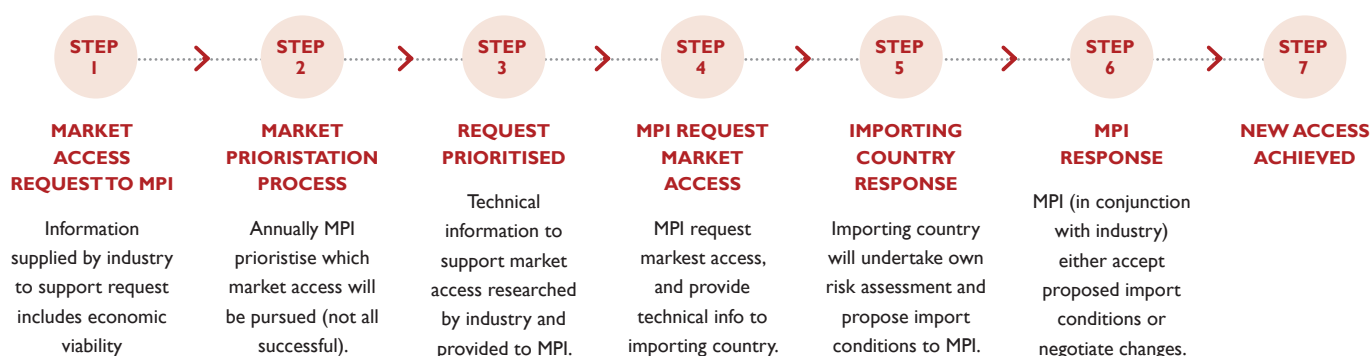 STEP
1
MARKET
ACCESS
REQUEST TO MPI
Information
supplied by industry
to support request
includes economic
viability
STEP
2
MARKET
PRIORISTATION
PROCESS
Annually MPI
prioritise which
market access will
be pursued (not all
successful).
STEP
3
REQUEST
PRIORITISED
Technical
information to
support market
access researched
by industry and
provided to MPI.
STEP
4
MPI REQUEST
MARKET
ACCESS
MPI request
markest access,
and provide
technical info to
importing country.
STEP
5
IMPORTING
COUNTRY
RESPONSE
Importing country
will undertake own
risk assessment and
propose import
conditions to MPI.
STEP
6
MPI
RESPONSE
MPI (in conjunction
with industry)
either accept
proposed import
conditions or
negotiate changes.
STEP
7
NEW ACCESS
ACHIEVED